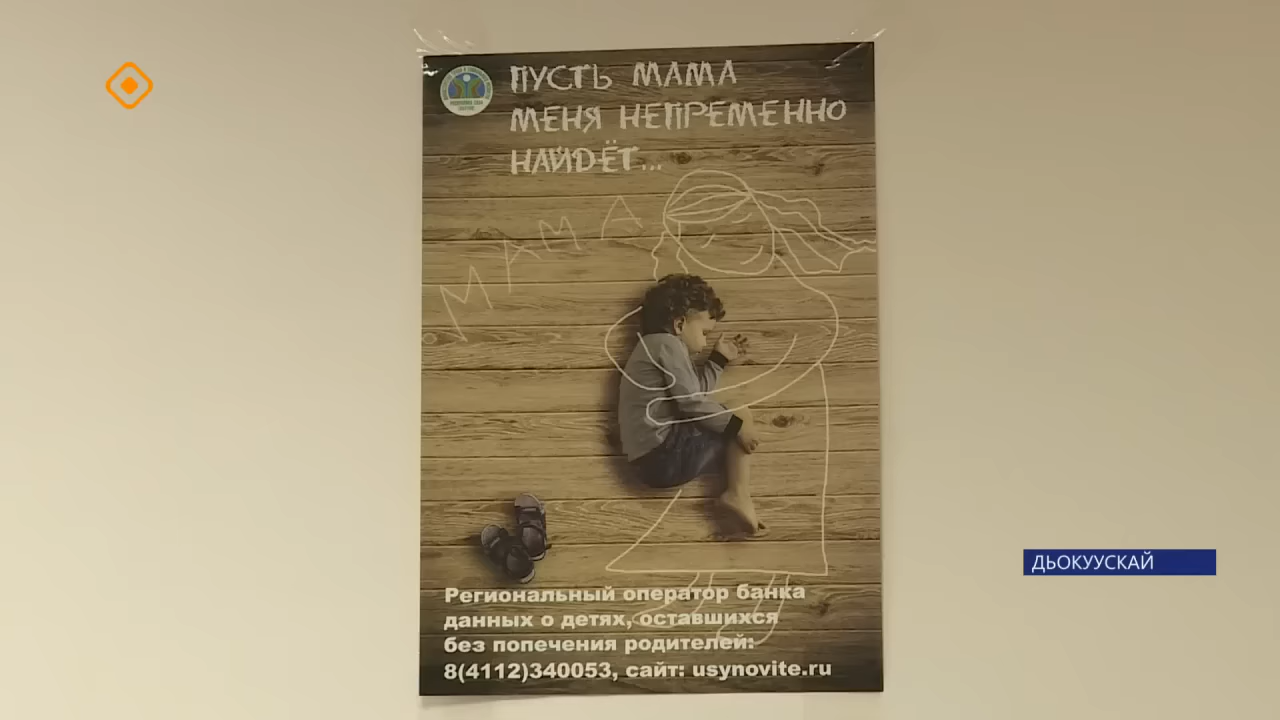 ПУСТЬ МАМА
МЕНЯ НЕПРЕМЕННО
НАЙДЁТ...
МАМА
Региональный оператор банка
данных о детях, оставшихся
без попечения родителей:
8(4112)340053, сайт: usynovite.ru
ДЬОКУУСКАЙ